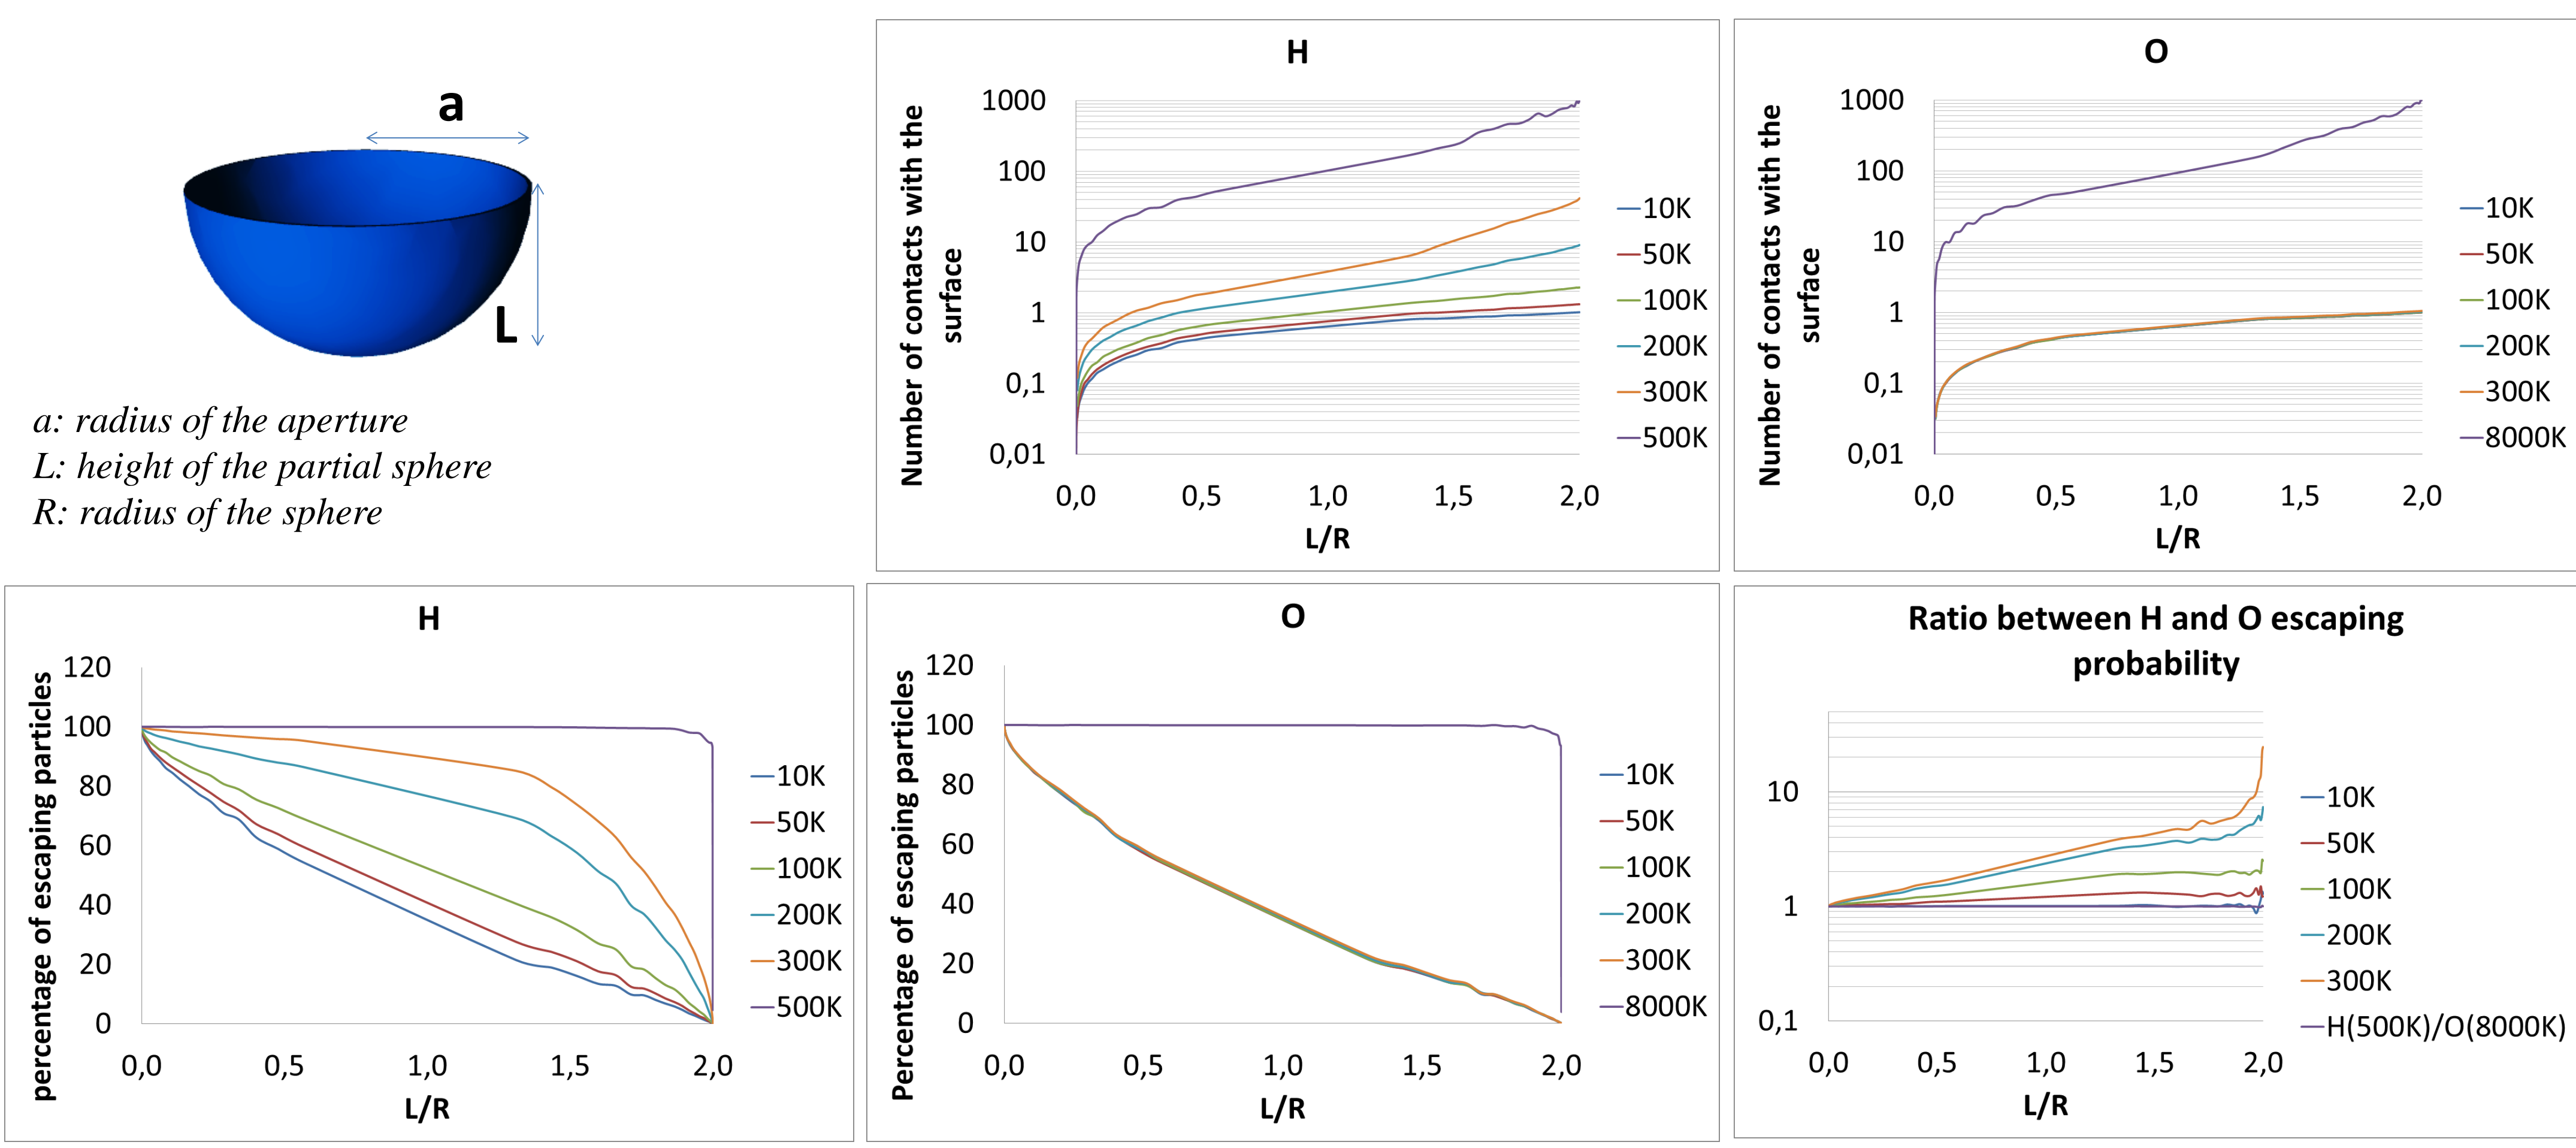 a
L
a: radius of the aperture
L: height of the partial sphere
R: radius of the sphere
H
Number of contacts with the
surface
1000
100
10
1
0,1
0,01
0,0 0,5 1,0 1,5 2,0
L/R
10K
50K
100K
200K
300K
500K
O
Number of contacts with the
surface
1000
100
10
1
0,1
0,01
0,0 0,5 1,0 1,5 2,0
L/R
10K
50K
100K
200K
300K
8000K
H
percentage of escaping particles
120
100
80
60
40
20
0
0,0 0,5 1,0 1,5 2,0
L/R
10K
50K
100K
200K
300K
500K
O
Percentage of escaping particles
120
100
80
60
40
20
0
0,0 0,5 1,0 1,5 2,0
L/R
10K
50K
100K
200K
300K
8000K
Ratio between H and O escaping
probability
10
1
0,1
0,0 0,5 1,0 1,5 2,0
L/R
10K
50K
100K
200K
300K
H(500K)/O(8000K)